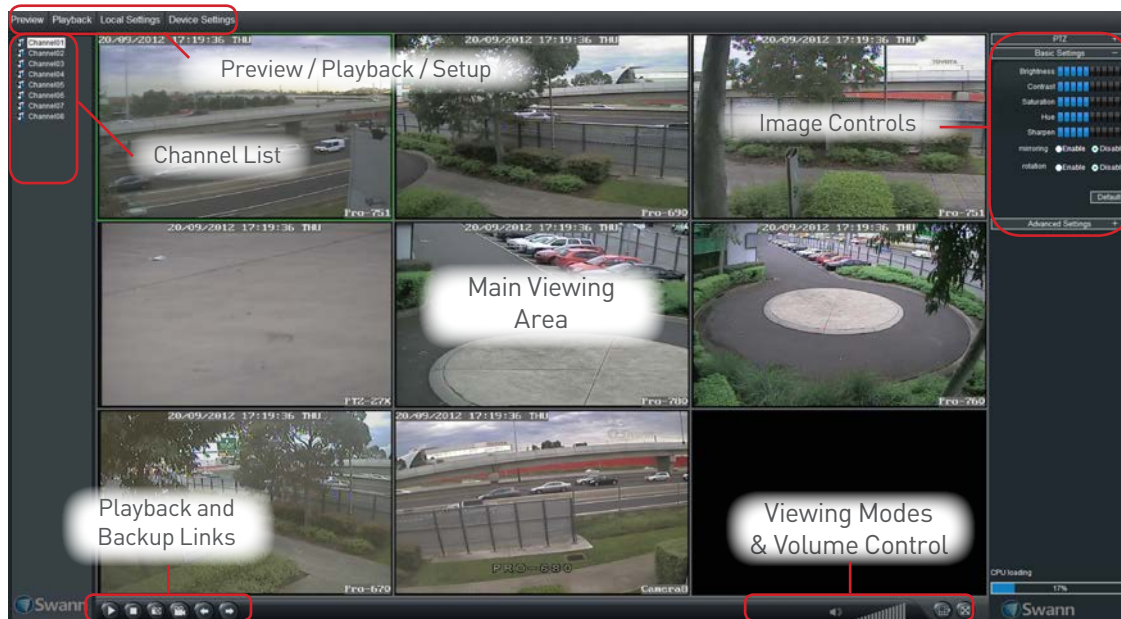 Preview Playback Local Settings Device Settings
Channel01
Channel02
Channel03
Channel04
Channel05
Channel06
Channel07
Channel08
20/09/2012 17:19:36 THU
Pro-751
20/09/2012 17:19:36 THU
Pro-690
20/09/2012 17:19:36 THU
TOYOTA
Pro-751
20/09/2012 17:19:36 THU
PTZ-27X
20/09/2012 17:19:36 THU
Pro-780
20/09/2012 17:19:36 THU
Pro-760
20/09/2012 17:19:36 THU
Pro-670
20/09/2012 17:19:36 THU
PRO-680
Camera8
Preview / Playback / Setup
Channel List
Image Controls
Main Viewing
Area
Playback and
Backup Links
Viewing Modes
& Volume Control
PTZ +
Basic Settings −
Brightness
Contrast
Saturation
Hue
Sharpen
mirroring Enable Disabl
rotation Enable Disabl
Default
Advanced Settings +
CPU loading
17%
Swann
Swann